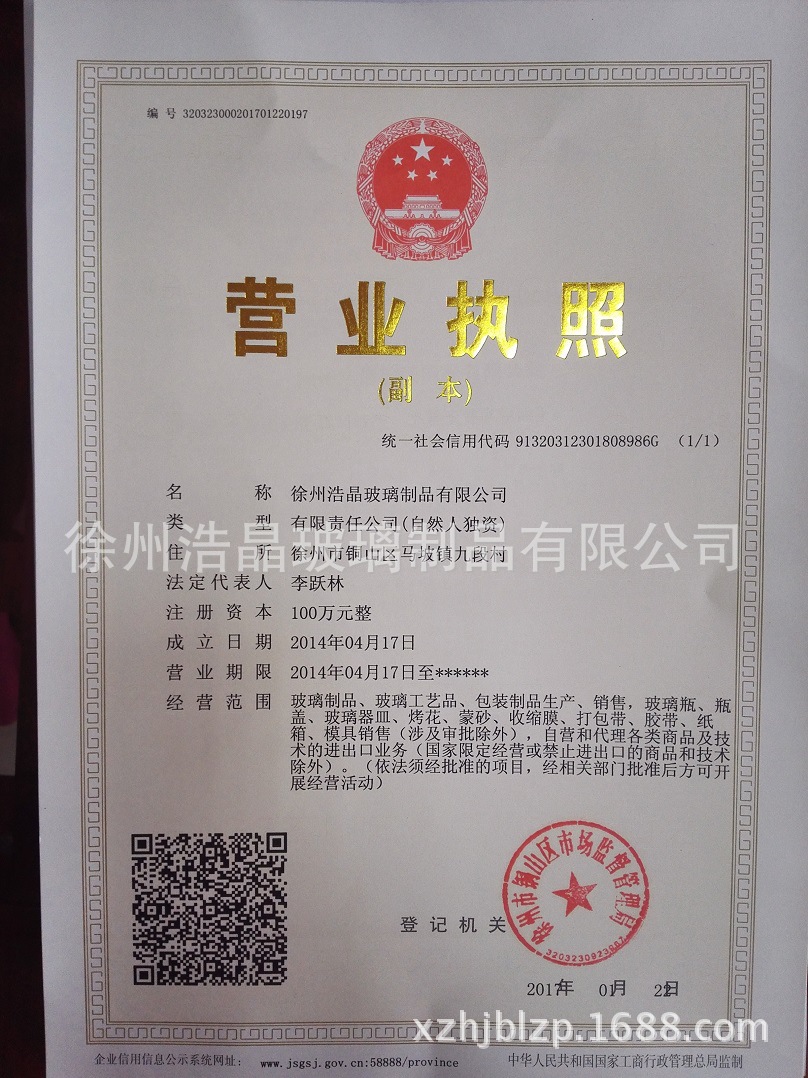 编 号 320323000201701220197
营业执照
(副 本)
统一社会信用代码 91320312301808986G （1/1）
名 称 徐州浩晶玻璃制品有限公司
类 型 有限责任公司(自然人独资)
徐州浩晶玻璃制品有限公司
住 所 徐州市铜山区马坡镇九段村
法定代表人 李跃林
注册资本 100万元整
成立日期 2014年04月17日
营业期限 2014年04月17日至******
经营范围 玻璃制品、玻璃工艺品、包装制品生产、销售，玻璃瓶、瓶
盖、玻璃器皿、烤花、蒙砂、收缩膜、打包带、胶带、纸
箱、模具销售（涉及审批除外），自营和代理各类商品及技
术的进出口业务（国家限定经营或禁止进出口的商品和技术
除外）。（依法须经批准的项目，经相关部门批准后方可开
展经营活动）
徐州市铜山区市场监督管理局
登记机关
2017年 01月 22日
xzhjblzp.1688.com
企业信用信息公示系统网址： www.jsgsj.gov.cn:58888/province 中华人民共和国国家工商行政管理总局监制